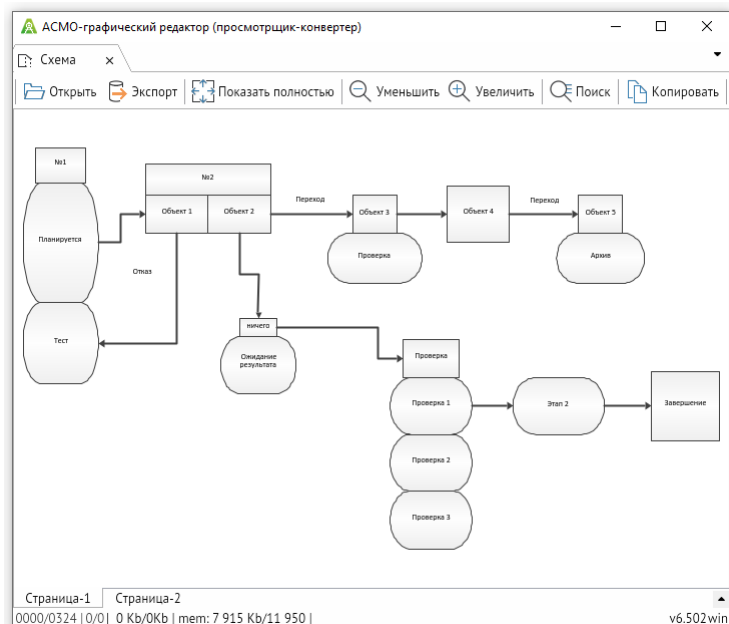 АСМО-графический редактор (просмотрщик-конвертер)
Схема
Открыть Экспорт Показать полностью Уменьшить Увеличить Поиск Копировать
№1
№2
Переход
Переход
Объект 1 Объект 2 Объект 3 Объект 4 Объект 5
Планируется
Проверка
Архив
Отказ
ничего
Тест
Ожидание
результата
Проверка
Проверка 1
Этап 2
Завершение
Проверка 2
Проверка 3
Страница-1 Страница-2
0000/0324 | 0/0 | 0 Kb/0Kb | mem: 7 915 Kb/11 950 | v6.502win